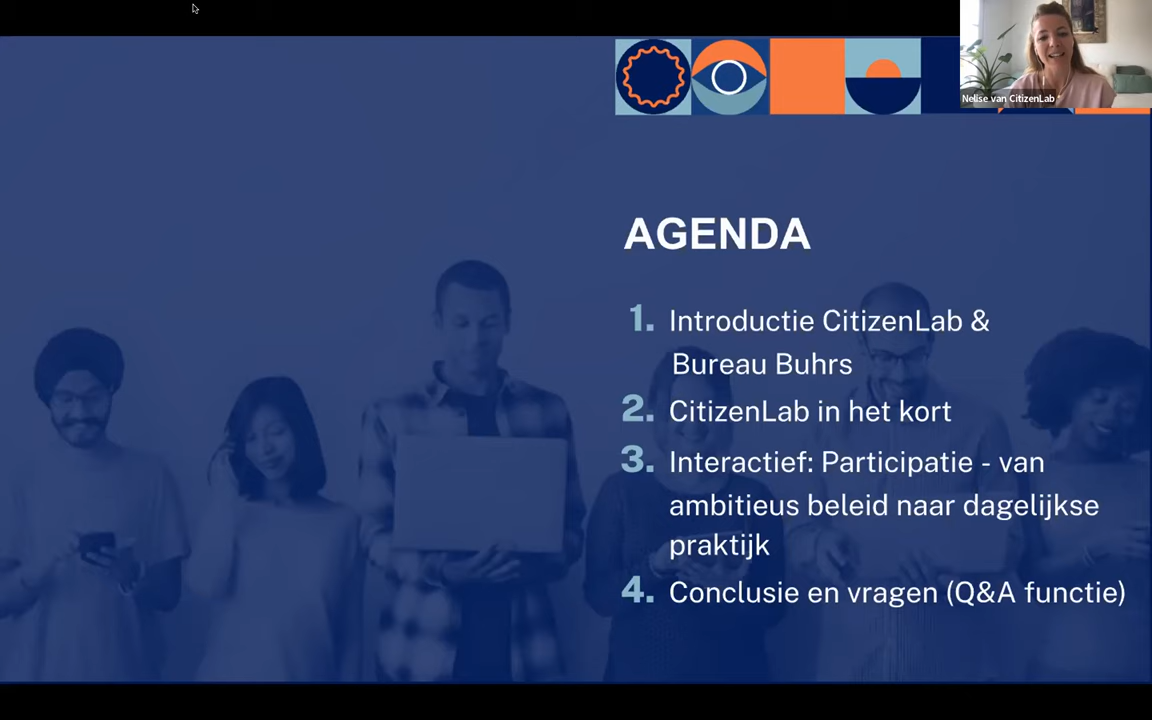 Nelise van CitizenLab
AGENDA
1. Introductie CitizenLab &
Bureau Buhrs
2. CitizenLab in het kort
3. Interactief: Participatie - van
ambitieus beleid naar dagelijkse
praktijk
4. Conclusie en vragen (Q&A functie)